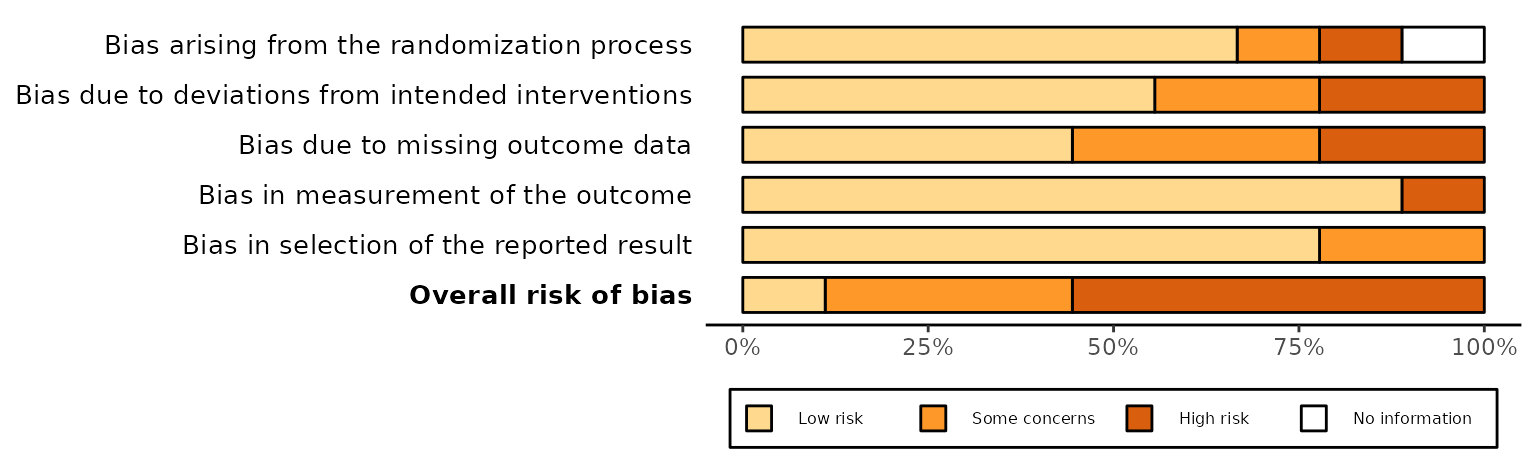 Bias arising from the randomization process
Bias due to deviations from intended interventions
Bias due to missing outcome data
Bias in measurement of the outcome
Bias in selection of the reported result
Overall risk of bias
0% 25% 50% 75% 100%
Low risk Some concerns High risk No information